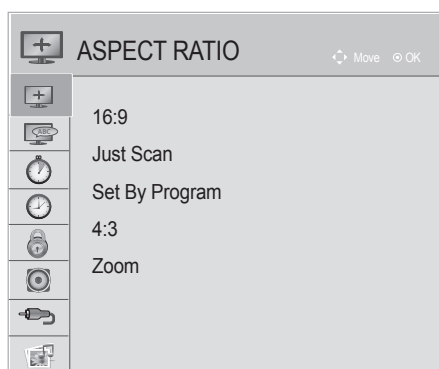 ASPECT RATIO
Move OK
16:9
Just Scan
ABC
Set By Program
4:3
Zoom